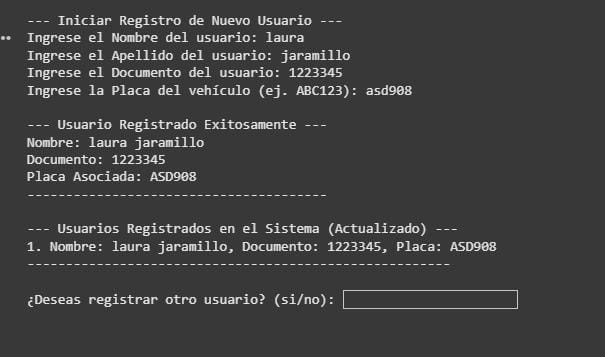 --- Iniciar Registro de Nuevo Usuario ---
Ingrese el Nombre del usuario: laura
Ingrese el Apellido del usuario: jaramillo
Ingrese el Documento del usuario: 1223345
Ingrese la Placa del vehículo (ej. ABC123): asd908
--- Usuario Registrado Exitosamente ---
Nombre: laura jaramillo
Documento: 1223345
Placa Asociada: ASD908
---------------------------------------
--- Usuarios Registrados en el Sistema (Actualizado) ---
1. Nombre: laura jaramillo, Documento: 1223345, Placa: ASD908
-------------------------------------------------------
¿Deseas registrar otro usuario? (si/no):